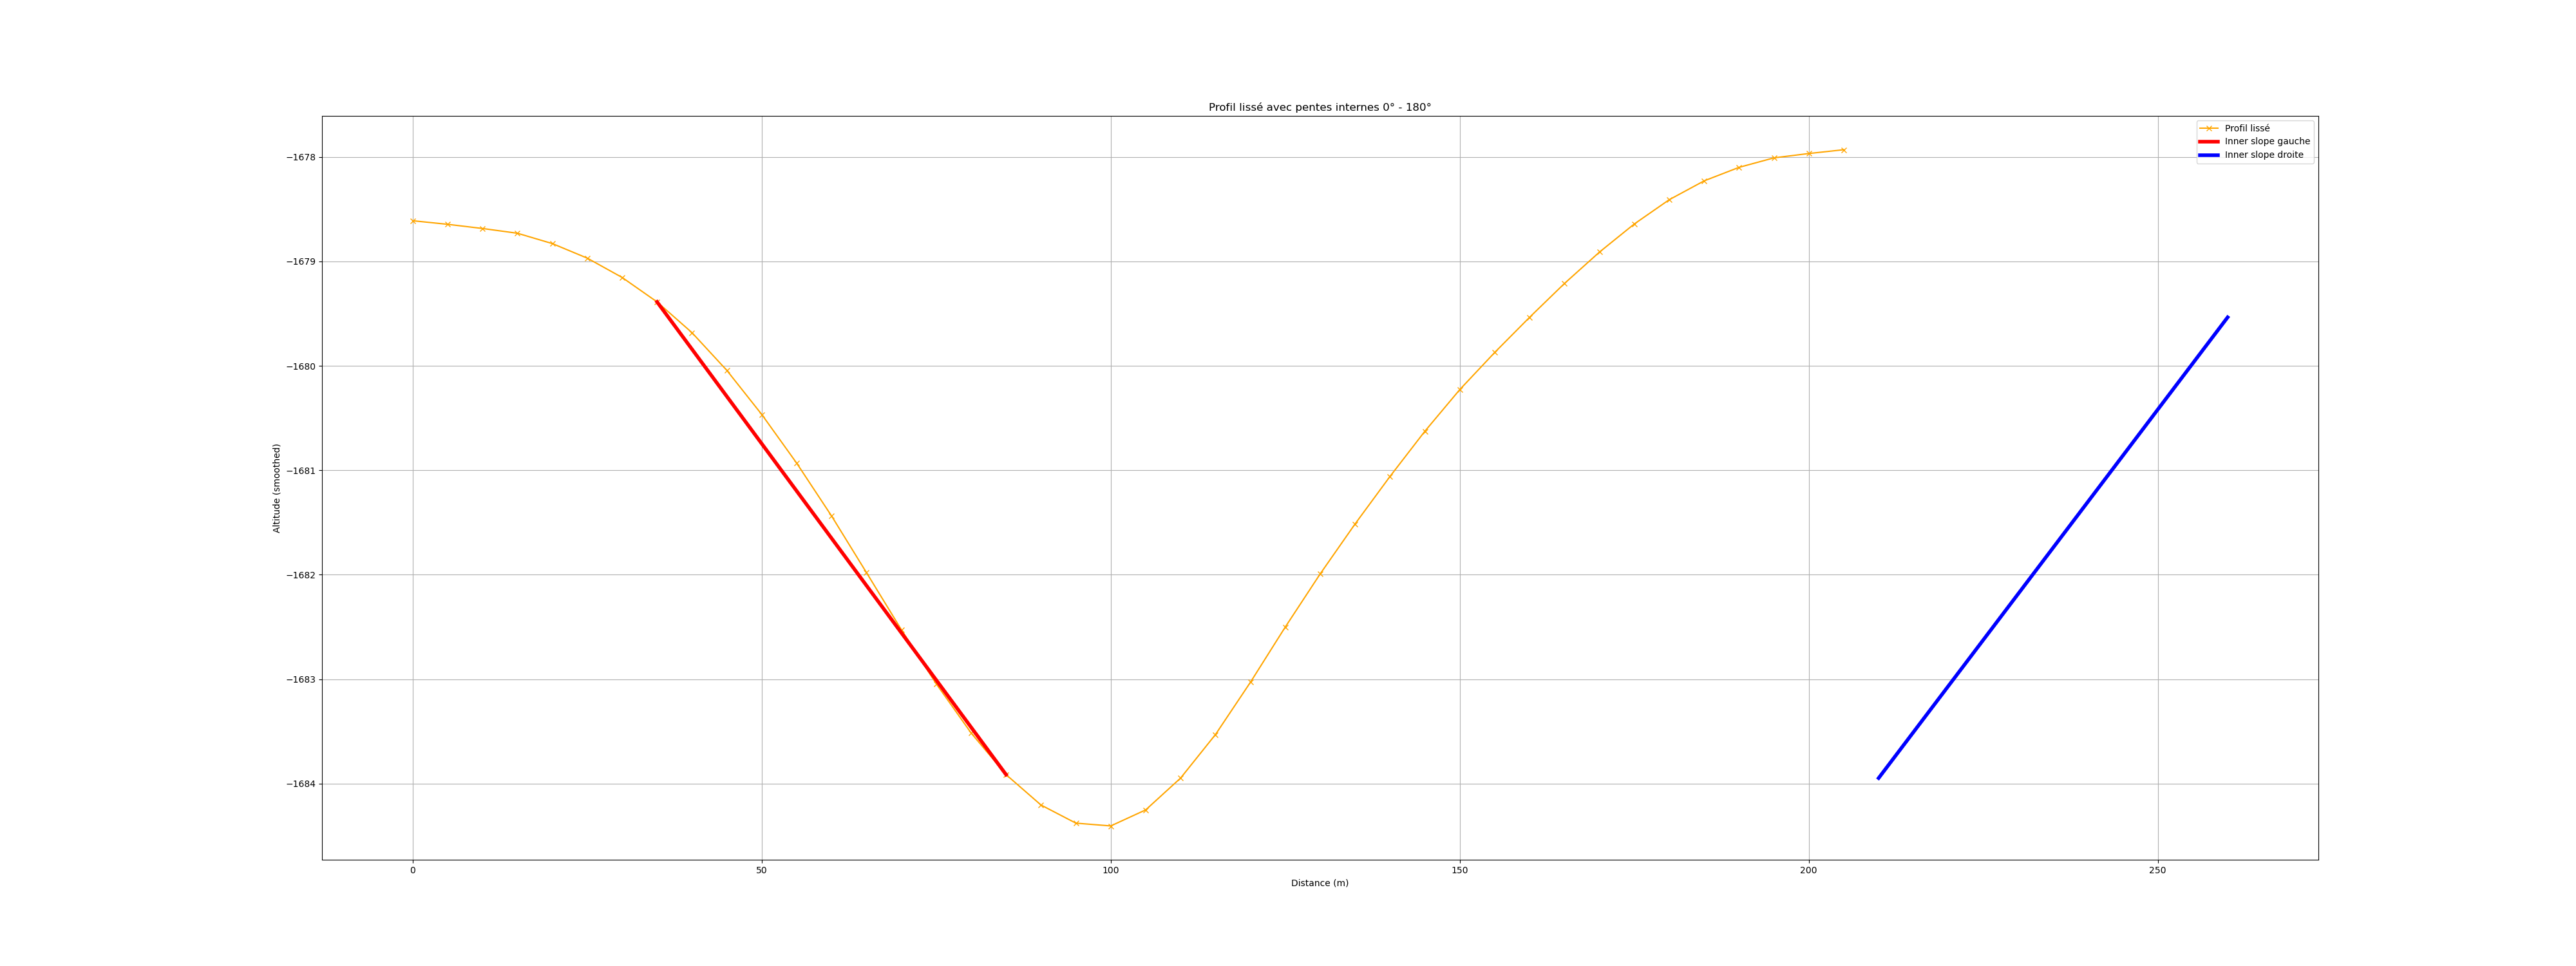 Profil lissé avec pentes internes 0° - 180°
Profil lissé
Inner slope gauche
Inner slope droite
−1678
−1679
−1680
−1681
−1682
−1683
−1684
Altitude (smoothed)
0 50 100 150 200 250
Distance (m)